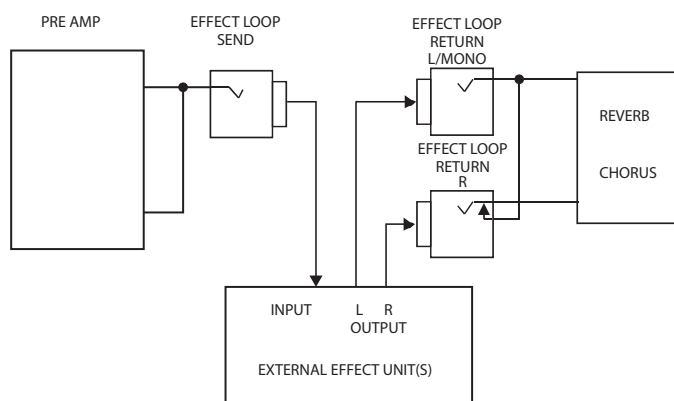 PRE AMP
EFFECT LOOP
SEND
EFFECT LOOP
RETURN
L/MONO
EFFECT LOOP
RETURN
R
REVERB
CHORUS
INPUT
L R
OUTPUT
EXTERNAL EFFECT UNIT(S)